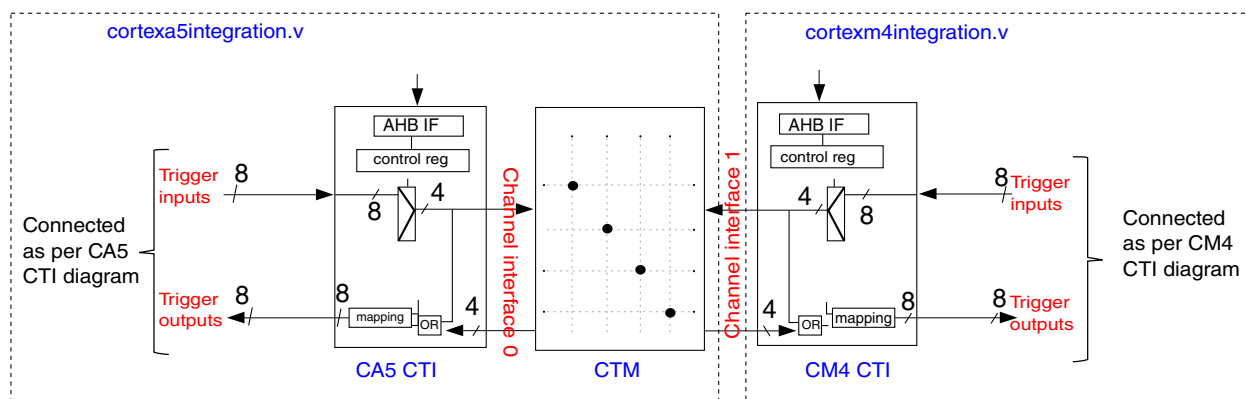 cortexa5integration.v
cortexm4integration.v
AHB IF
control reg
8
Trigger
inputs
8
4
Connected
as per CA5
CTI diagram
8
Trigger
outputs
8
mapping
OR
4
CA5 CTI
Channel interface 0
CTM
Channel interface 1
AHB IF
control reg
4
8
8
Trigger
inputs
Connected
as per CM4
CTI diagram
4
OR
mapping
8
8
Trigger
outputs
CM4 CTI